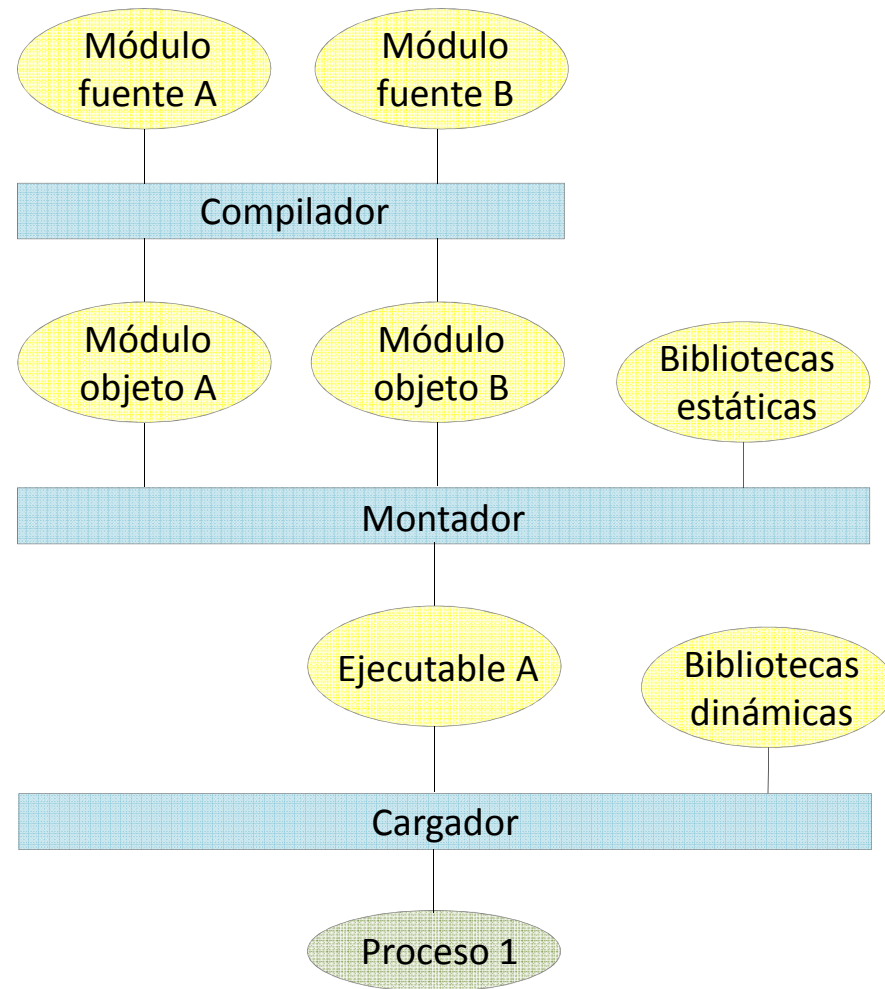 Módulo
fuente A
Módulo
fuente B
Compilador
Módulo
objeto A
Módulo
objeto B
Bibliotecas
estáticas
Montador
Ejecutable A
Bibliotecas
dinámicas
Cargador
Proceso 1